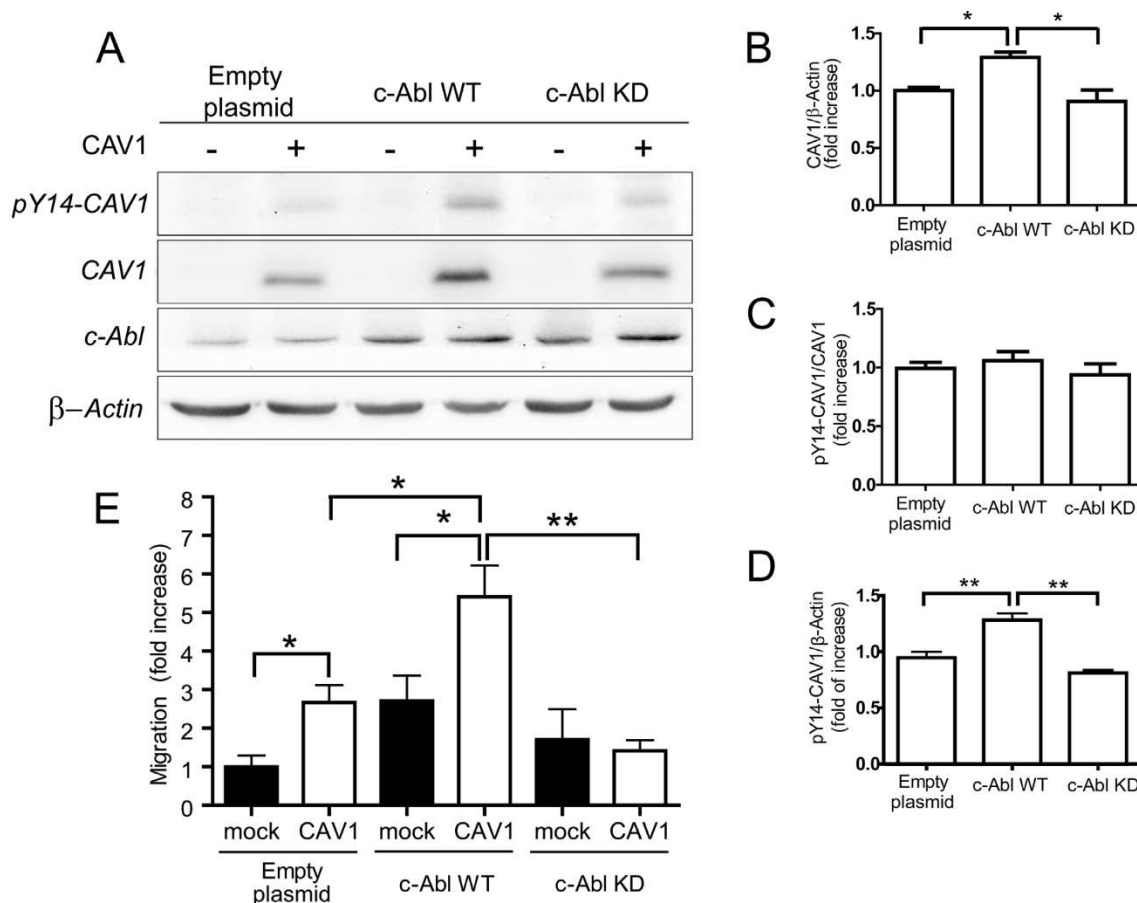 A
Empty
plasmid
c-Abl WT
c-Abl KD
CAV1
-
+
-
+
-
+
pY14-CAV1
CAV1
c-Abl
β–Actin
B
CAV1/β-Actin
(fold increase)
1.5
1.0
0.5
0.0
*
*
Empty
plasmid
c-Abl WT
c-Abl KD
C
pY14-CAV1/CAV1
(fold increase)
1.5
1.0
0.5
0.0
Empty
plasmid
c-Abl WT
c-Abl KD
D
pY14-CAV1/β-Actin
(fold of increase)
1.5
1.0
0.5
0.0
**
**
Empty
plasmid
c-Abl WT
c-Abl KD
E
Migration (fold increase)
8
7
6
5
4
3
2
1
0
*
*
*
**
mock
CAV1
mock
CAV1
mock
CAV1
Empty
plasmid
c-Abl WT
c-Abl KD